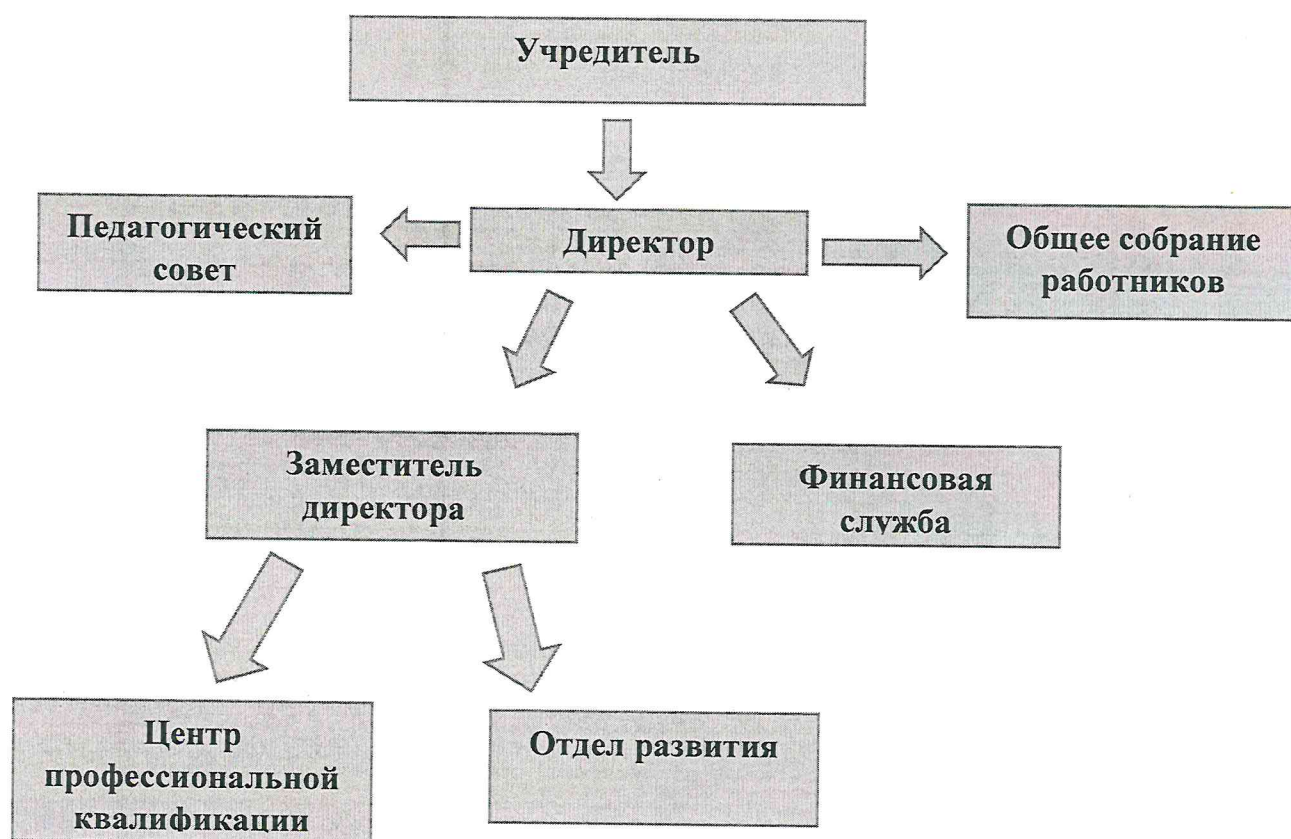 Учредитель
Педагогический
совет
Директор
Общее собрание
работников
Заместитель
директора
Финансовая
служба
Центр
профессиональной
квалификации
Отдел развития